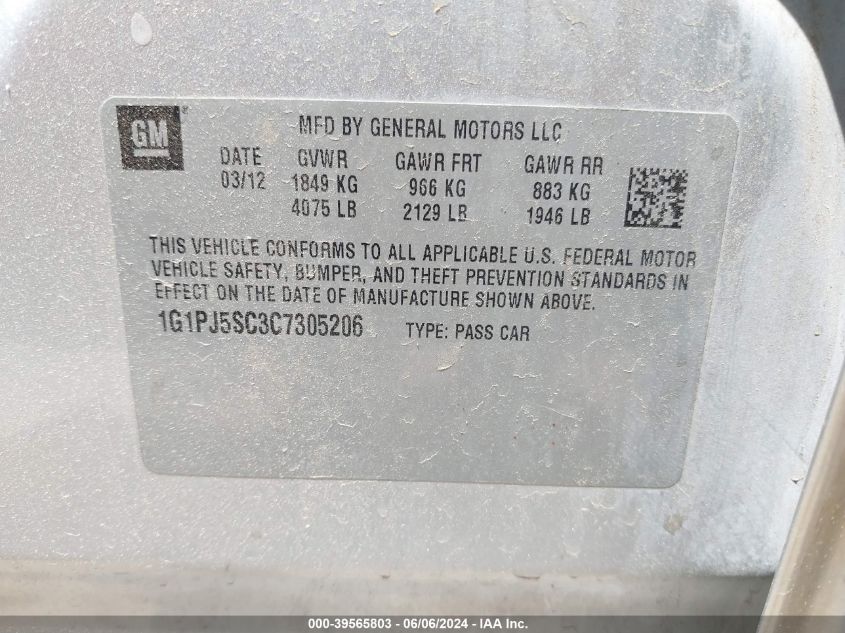 GM
MFD BY GENERAL MOTORS LLC
DATE GVWR GAWR FRT GAWR RR
03/12 1849 KG 966 KG 883 KG
4075 LB 2129 LB 1946 LB
THIS VEHICLE CONFORMS TO ALL APPLICABLE U.S. FEDERAL MOTOR
VEHICLE SAFETY, BUMPER, AND THEFT PREVENTION STANDARDS IN
EFFECT ON THE DATE OF MANUFACTURE SHOWN ABOVE.
1G1PJ5SC3C7305206 TYPE: PASS CAR
000-39565803 - 06/06/2024 - IAA Inc.